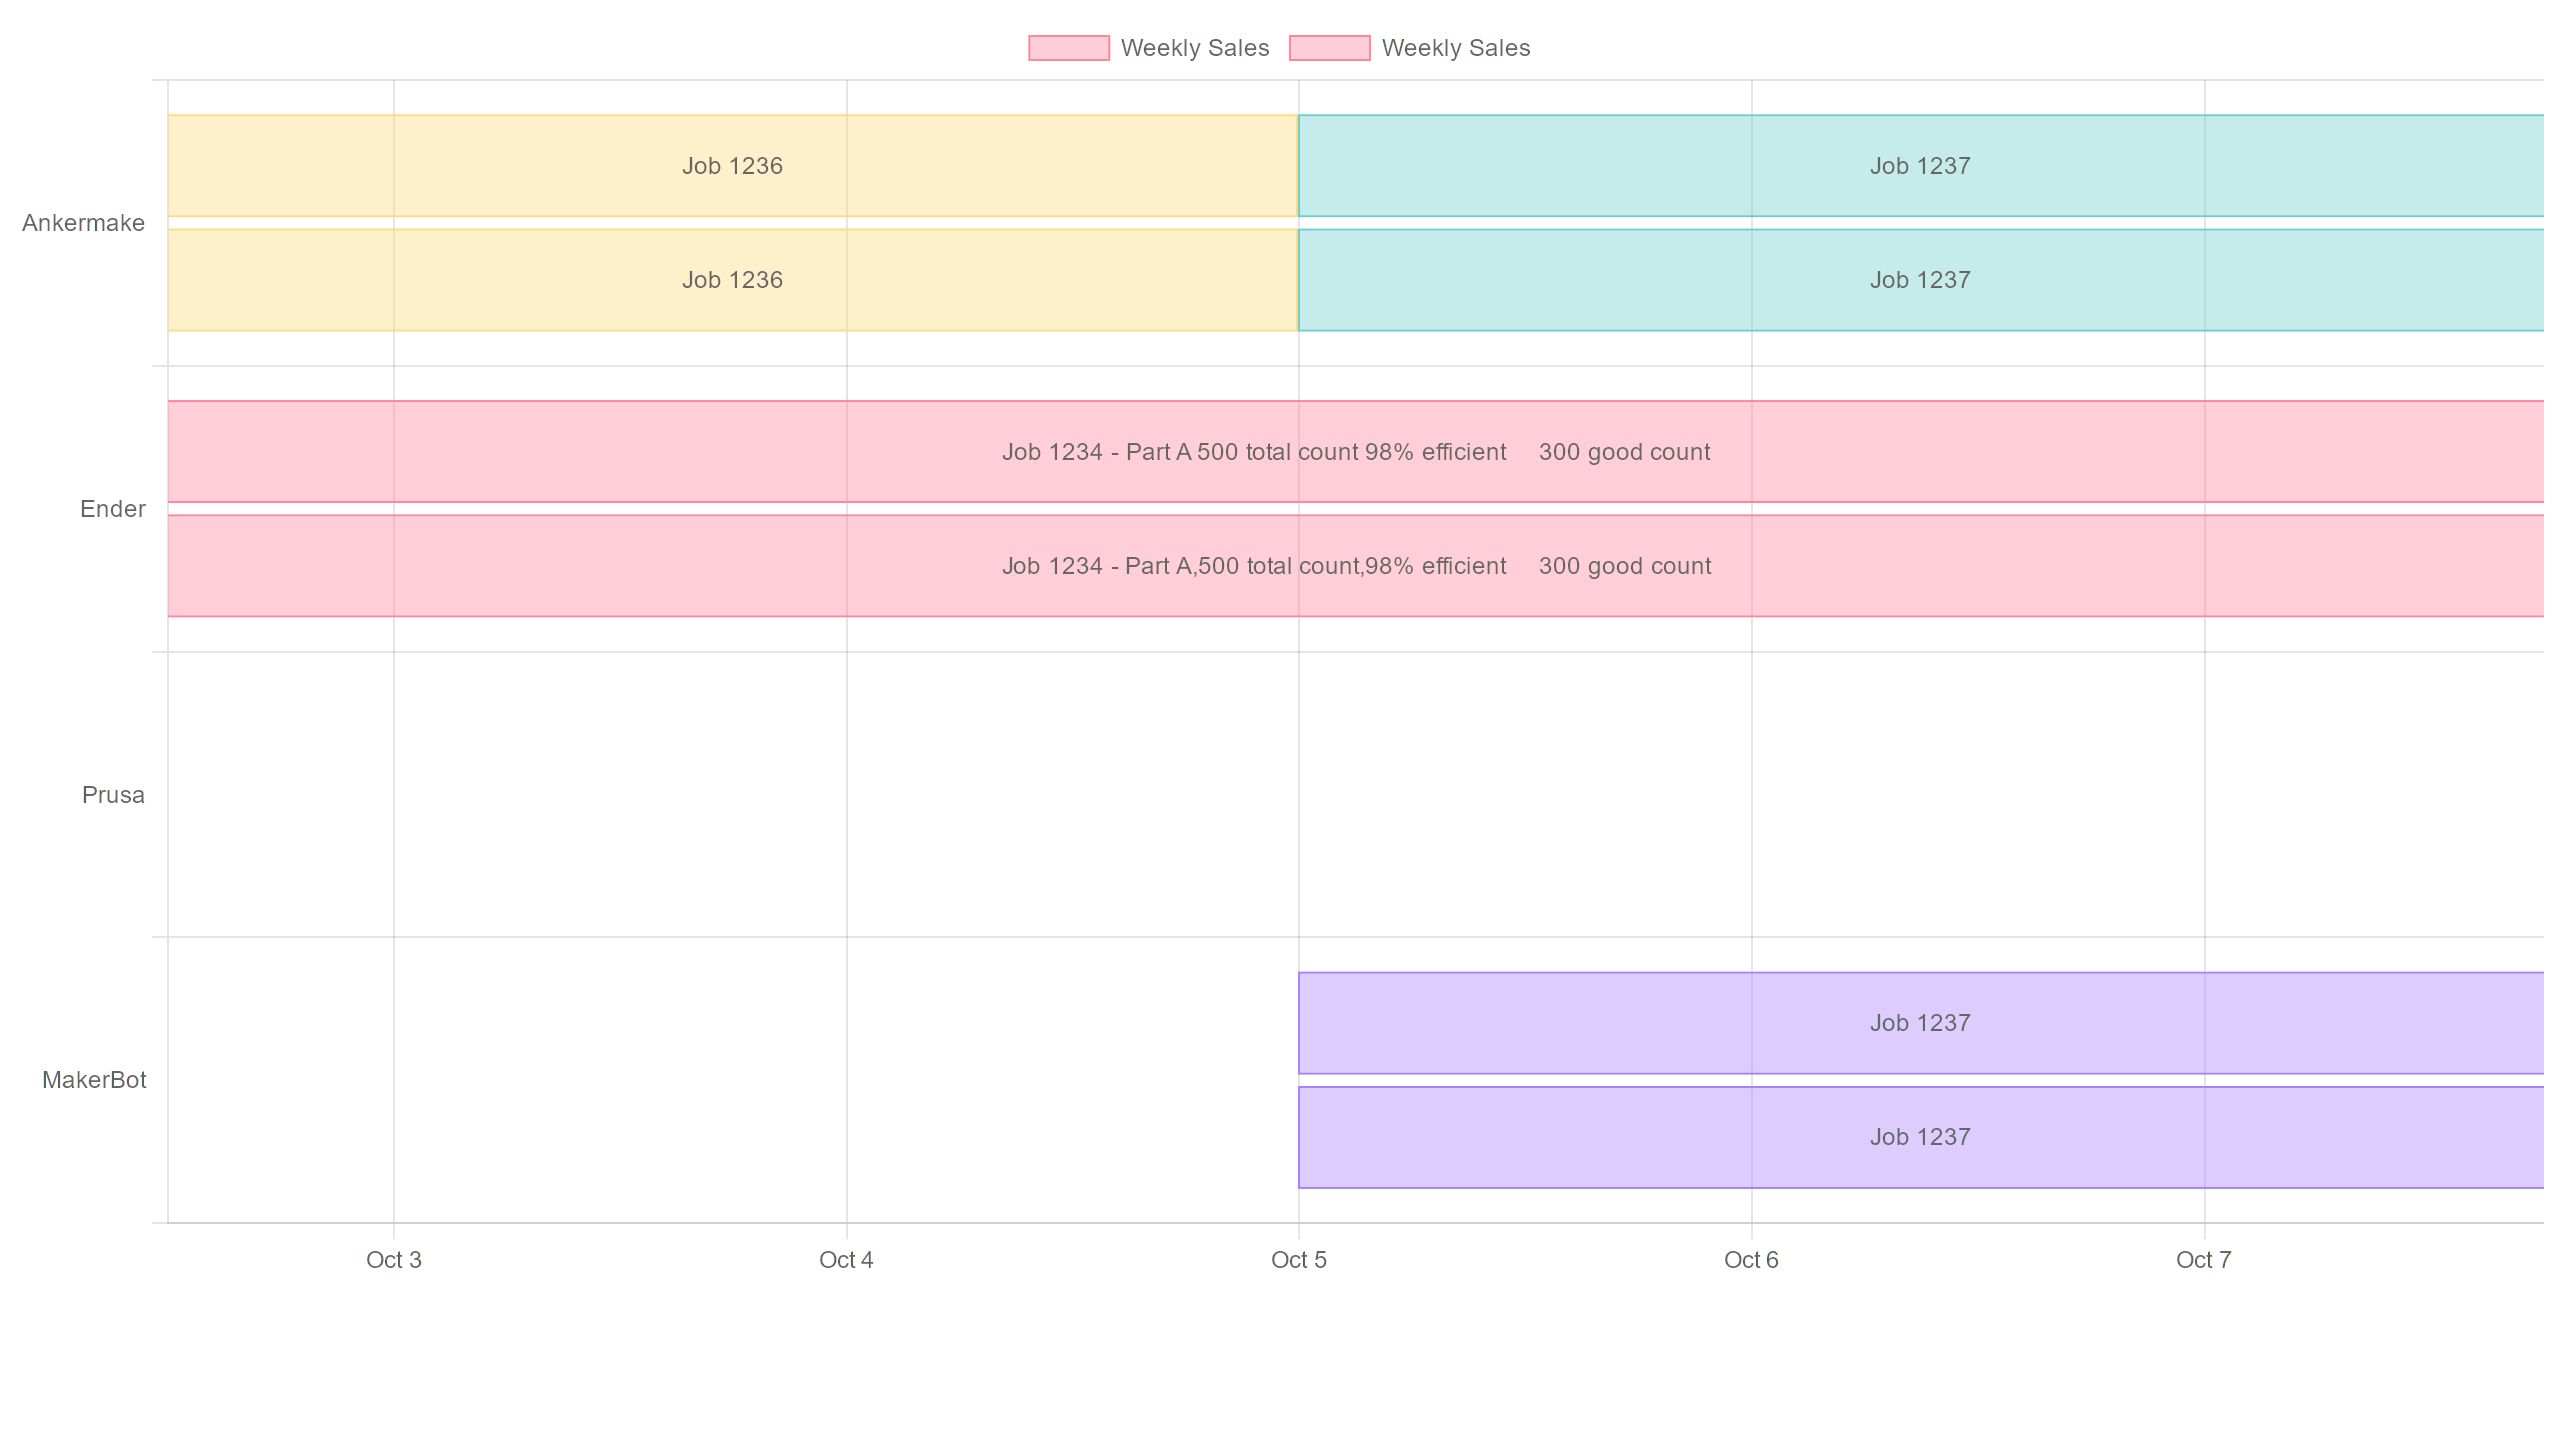 Weekly Sales Weekly Sales
Job 1236 Job 1237
Ankermake
Job 1236 Job 1237
Job 1234 - Part A 500 total count 98% efficient 300 good count
Ender
Job 1234 - Part A,500 total count,98% efficient 300 good count
Prusa
Job 1237
MakerBot
Job 1237
Oct 3 Oct 4 Oct 5 Oct 6 Oct 7